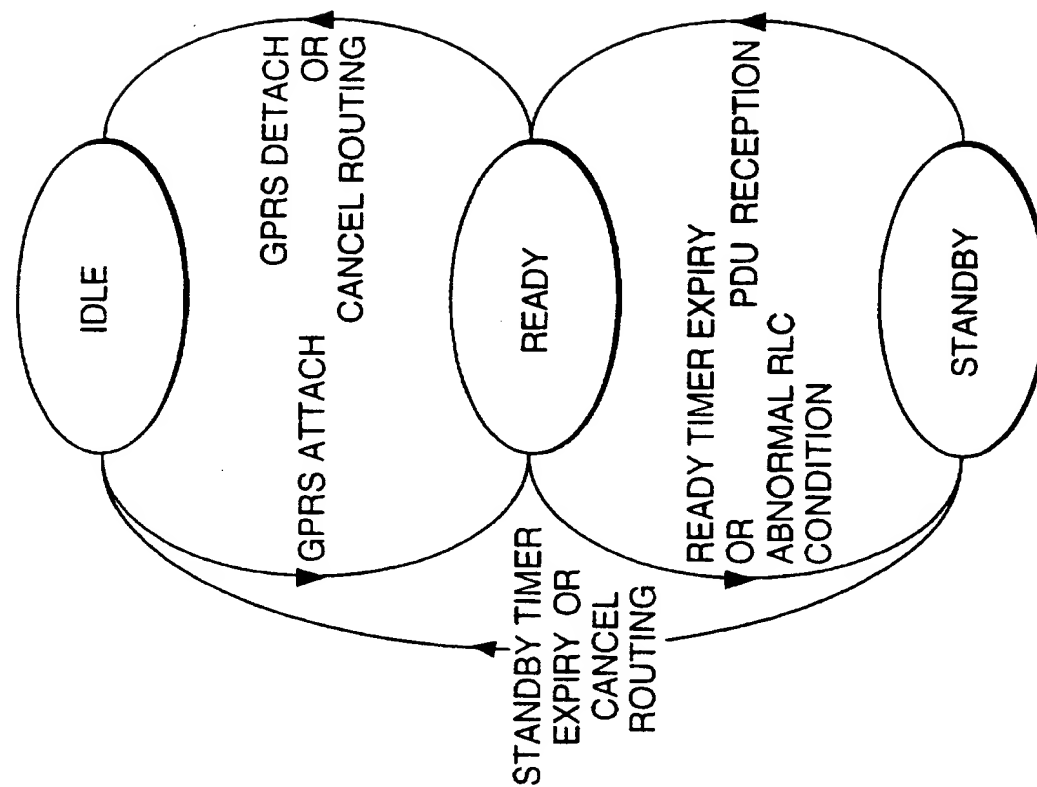 IDLE
GPRS ATTACH
GPRS DETACH
OR
CANCEL ROUTING
READY
STANDBY TIMER
EXPIRY OR
CANCEL
ROUTING
READY TIMER EXPIRY
OR
ABNORMAL RLC
CONDITION
PDU RECEPTION
STANDBY